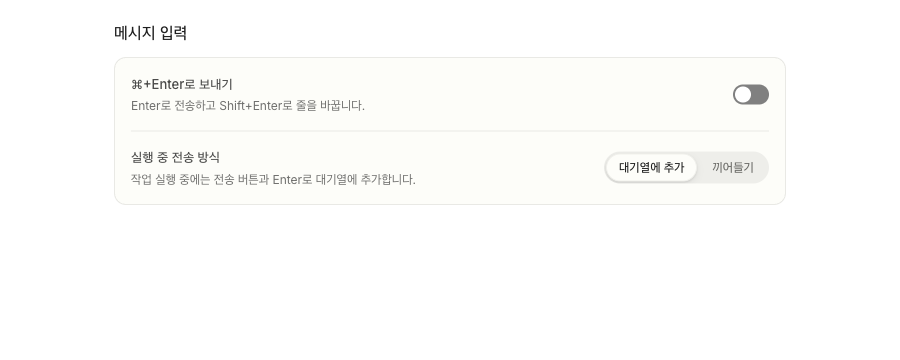 메시지 입력
⌘+Enter로 보내기
Enter로 전송하고 Shift+Enter로 줄을 바꿉니다.
실행 중 전송 방식
작업 실행 중에는 전송 버튼과 Enter로 대기열에 추가합니다.
대기열에 추가 끼어들기